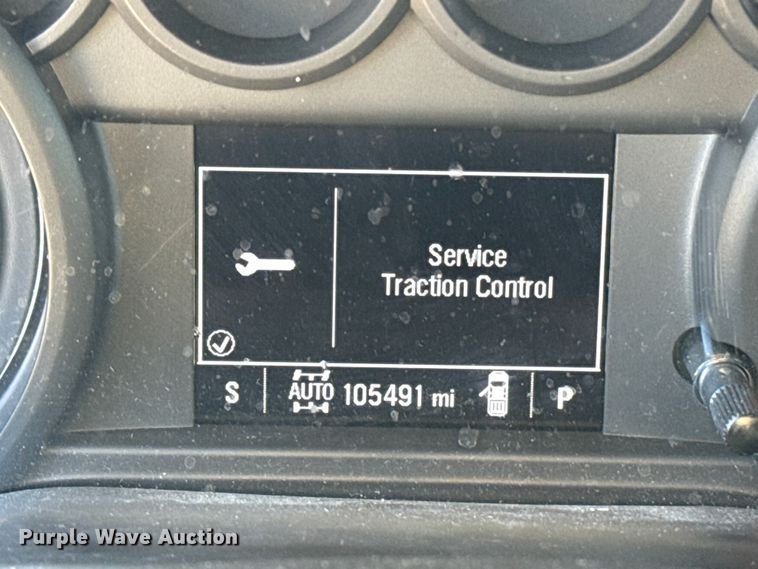 Service
Traction Control
S AUTO 105491 mi P
Purple Wave Auction